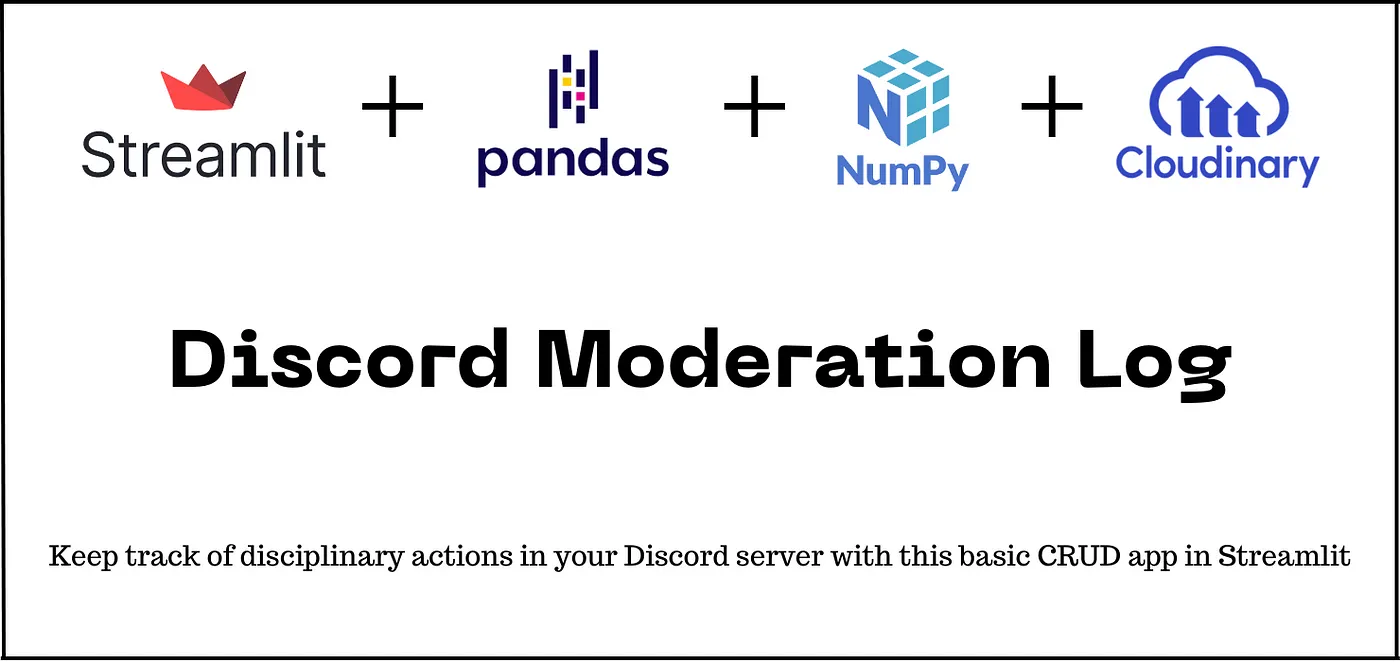 Streamlit + pandas + NumPy + Cloudinary
Discord Moderation Log
Keep track of disciplinary actions in your Discord server with this basic CRUD app in Streamlit